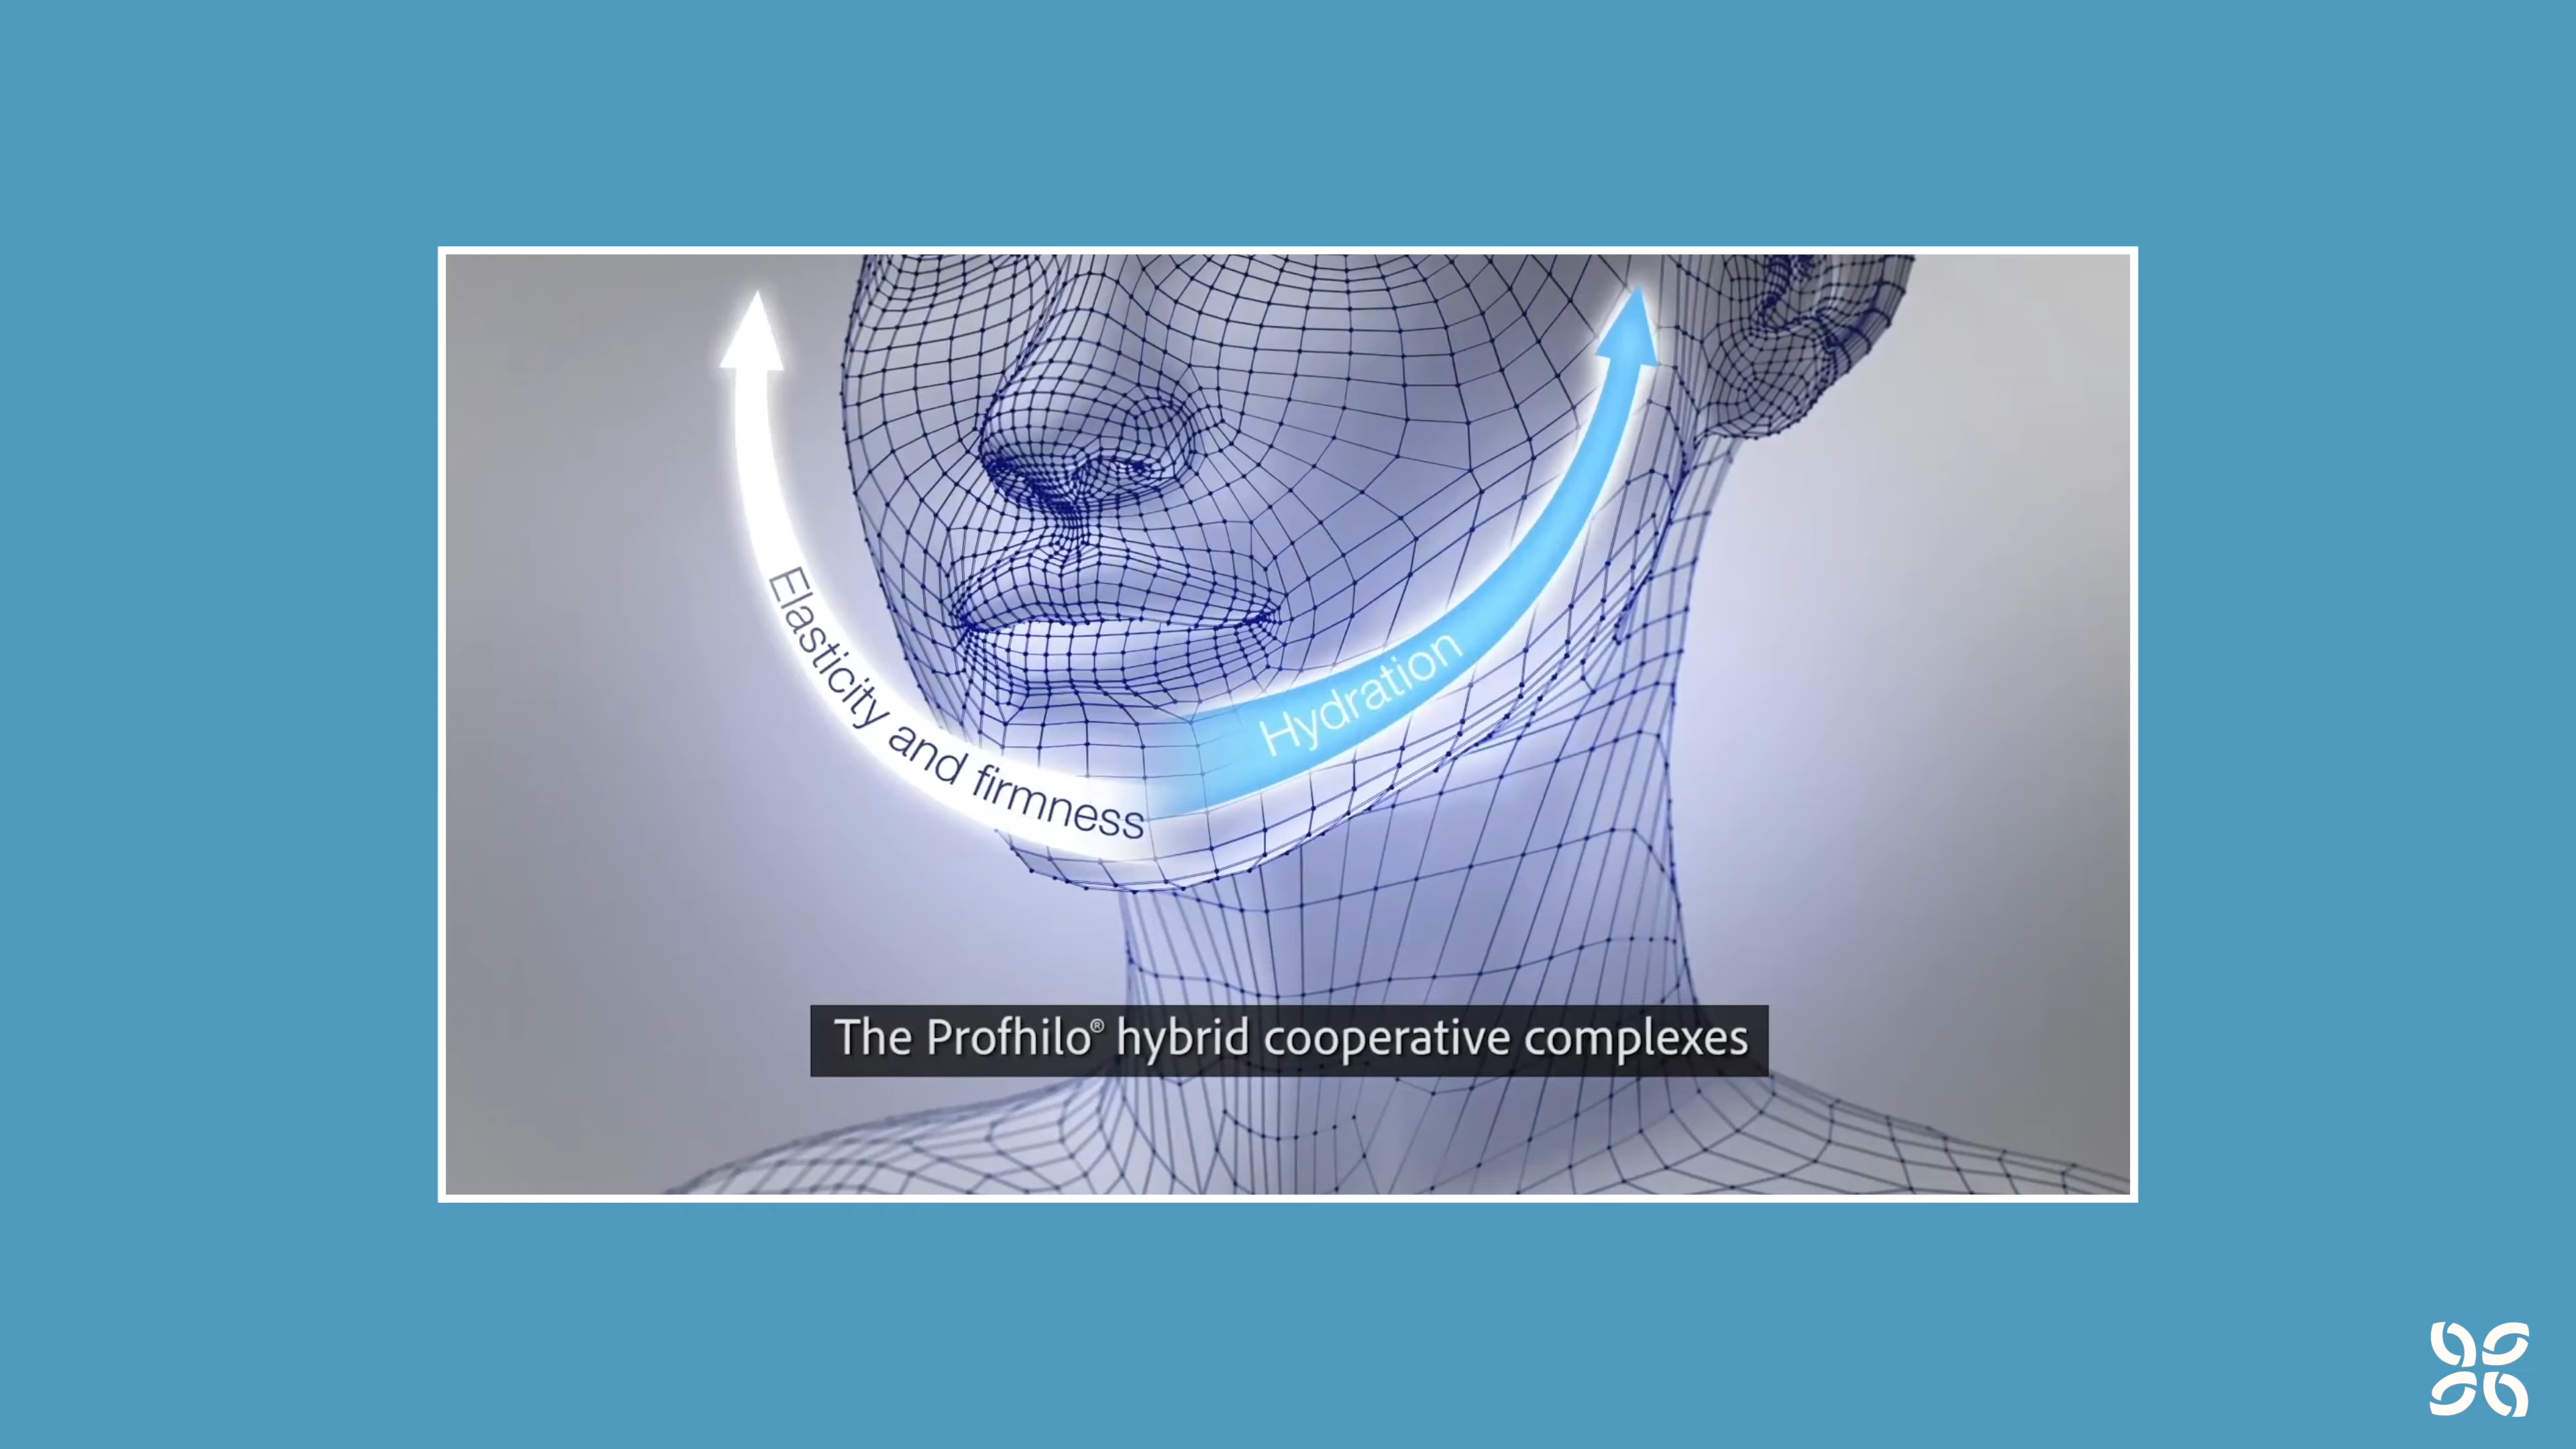 Elasticity and firmness
Hydration
The Profhilo® hybrid cooperative complexes